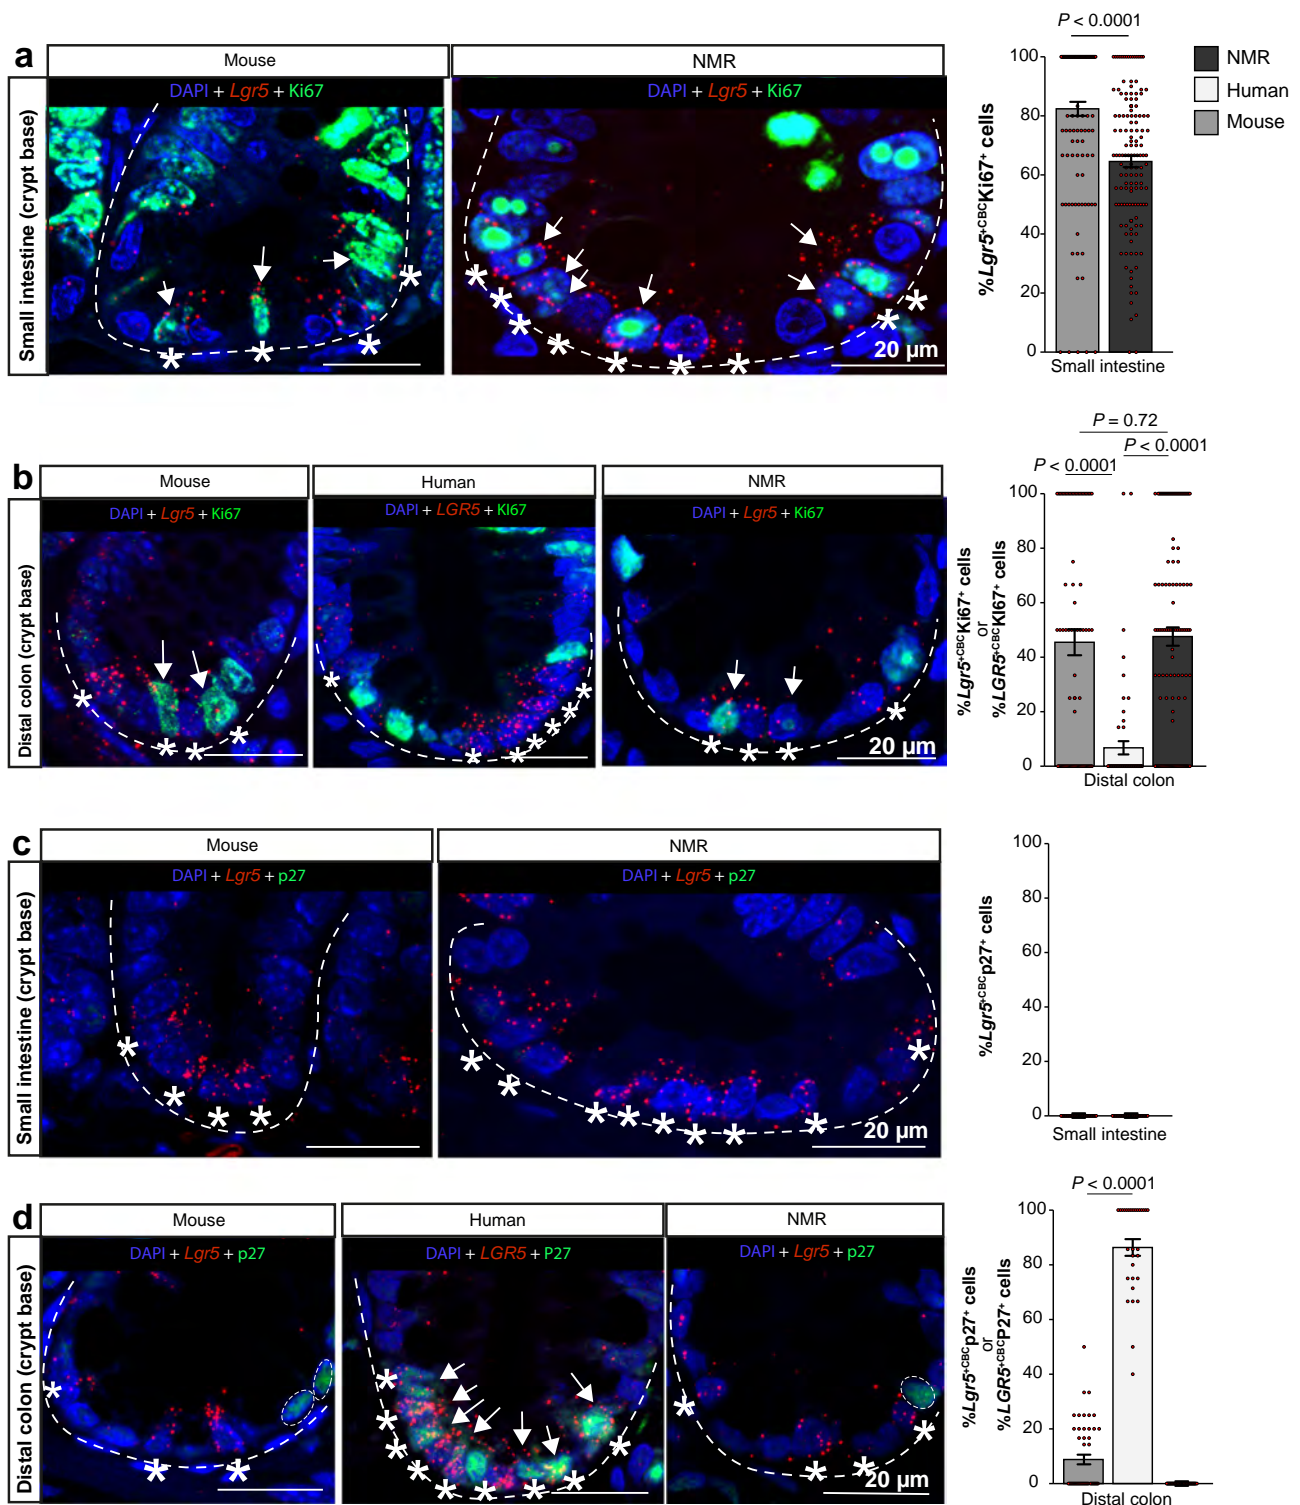 a
Mouse
NMR
Small intestine (crypt base)
DAPI + Lgr5 + Ki67
DAPI + Lgr5 + Ki67
20 µm
P < 0.0001
%Lgr5⁺ᶜᴮᶜKi67⁺ cells
100
80
60
40
20
0
Small intestine
NMR
Human
Mouse
b
Mouse
Human
NMR
Distal colon (crypt base)
DAPI + Lgr5 + Ki67
DAPI + LGR5 + KI67
DAPI + Lgr5 + Ki67
20 µm
P = 0.72
P < 0.0001
P < 0.0001
%Lgr5⁺ᶜᴮᶜKi67⁺ cells
or
%LGR5⁺ᶜᴮᶜKI67⁺ cells
100
80
60
40
20
0
Distal colon
c
Mouse
NMR
Small intestine (crypt base)
DAPI + Lgr5 + p27
DAPI + Lgr5 + p27
20 µm
%Lgr5⁺ᶜᴮᶜp27⁺ cells
100
80
60
40
20
0
Small intestine
d
Mouse
Human
NMR
Distal colon (crypt base)
DAPI + Lgr5 + p27
DAPI + LGR5 + P27
DAPI + Lgr5 + p27
20 µm
P < 0.0001
%Lgr5⁺ᶜᴮᶜp27⁺ cells
or
%LGR5⁺ᶜᴮᶜP27⁺ cells
100
80
60
40
20
0
Distal colon